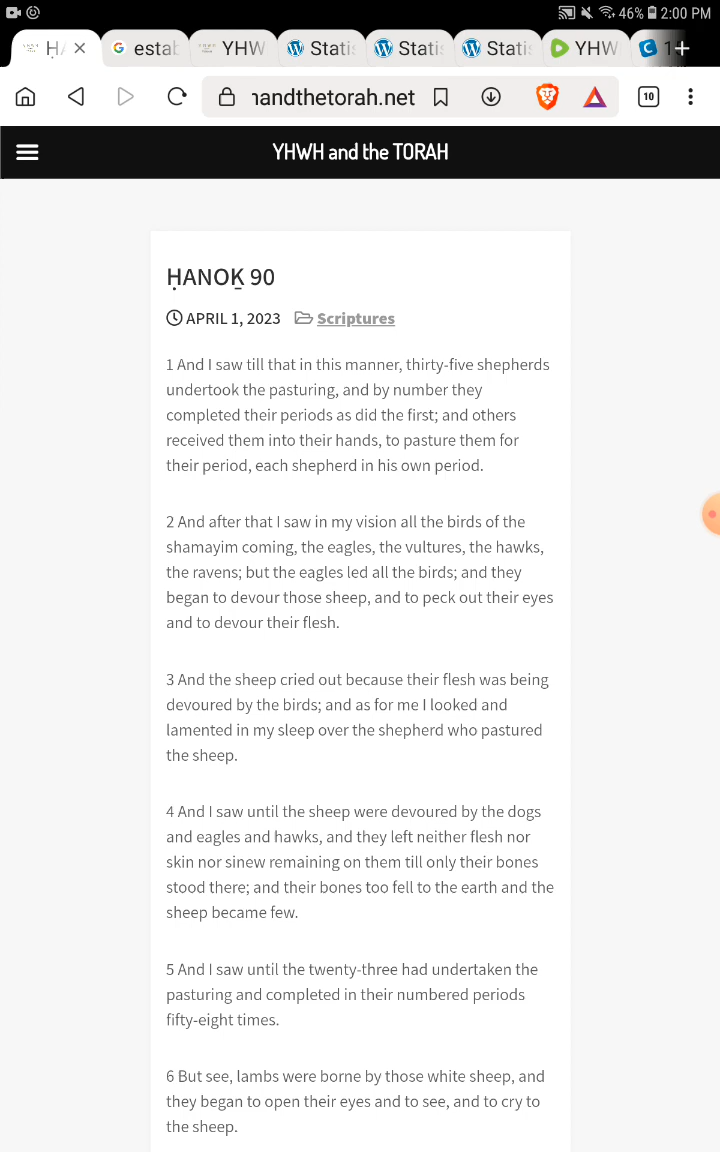 46% 2:00 PM
Ḥ
estab
YHW
Statis
Statis
Statis
YHW
1
handthetorah.net
10
YHWH and the TORAH
ḤANOḴ 90
APRIL 1, 2023 Scriptures
1 And I saw till that in this manner, thirty-five shepherds
undertook the pasturing, and by number they
completed their periods as did the first; and others
received them into their hands, to pasture them for
their period, each shepherd in his own period.
2 And after that I saw in my vision all the birds of the
shamayim coming, the eagles, the vultures, the hawks,
the ravens; but the eagles led all the birds; and they
began to devour those sheep, and to peck out their eyes
and to devour their flesh.
3 And the sheep cried out because their flesh was being
devoured by the birds; and as for me I looked and
lamented in my sleep over the shepherd who pastured
the sheep.
4 And I saw until the sheep were devoured by the dogs
and eagles and hawks, and they left neither flesh nor
skin nor sinew remaining on them till only their bones
stood there; and their bones too fell to the earth and the
sheep became few.
5 And I saw until the twenty-three had undertaken the
pasturing and completed in their numbered periods
fifty-eight times.
6 But see, lambs were borne by those white sheep, and
they began to open their eyes and to see, and to cry to
the sheep.